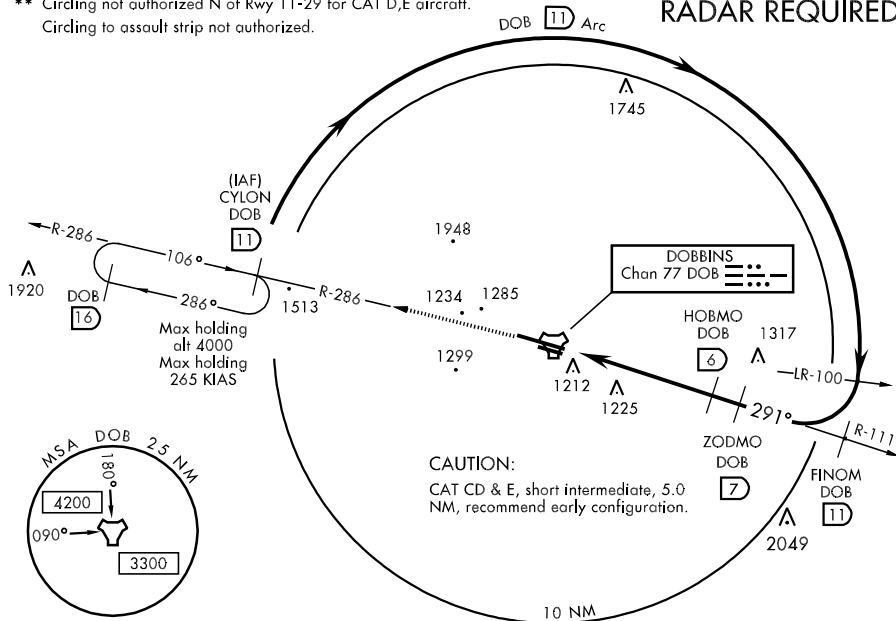 ** Circling not authorized N of Rwy 11-29 for CAT D,E aircraft.
Circling to assault strip not authorized.
RADAR REQUIRED
DOB 11 Arc
1745
(IAF)
CYLON
DOB
11
R-286
106°
1948
1920
DOB
16
286°
1513
R-286
1234
1285
DOBBINS
Chan 77 DOB
Max holding
alt 4000
Max holding
265 KIAS
1299
HOBMO
DOB
6
1317
LR-100
1212
1225
291°
R-111
ZODMO
DOB
7
FINOM
DOB
11
CAUTION:
CAT CD & E, short intermediate, 5.0
NM, recommend early configuration.
2049
MSA DOB 25 NM
180°
4200
090°
3300
10 NM